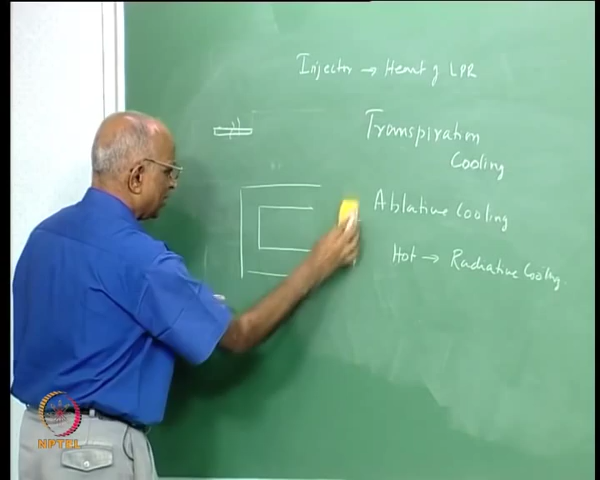 Injector → Heart of LPR
Transpiration
Cooling
Ablative Cooling
Hot → Radiative Cooling.
NPTEL